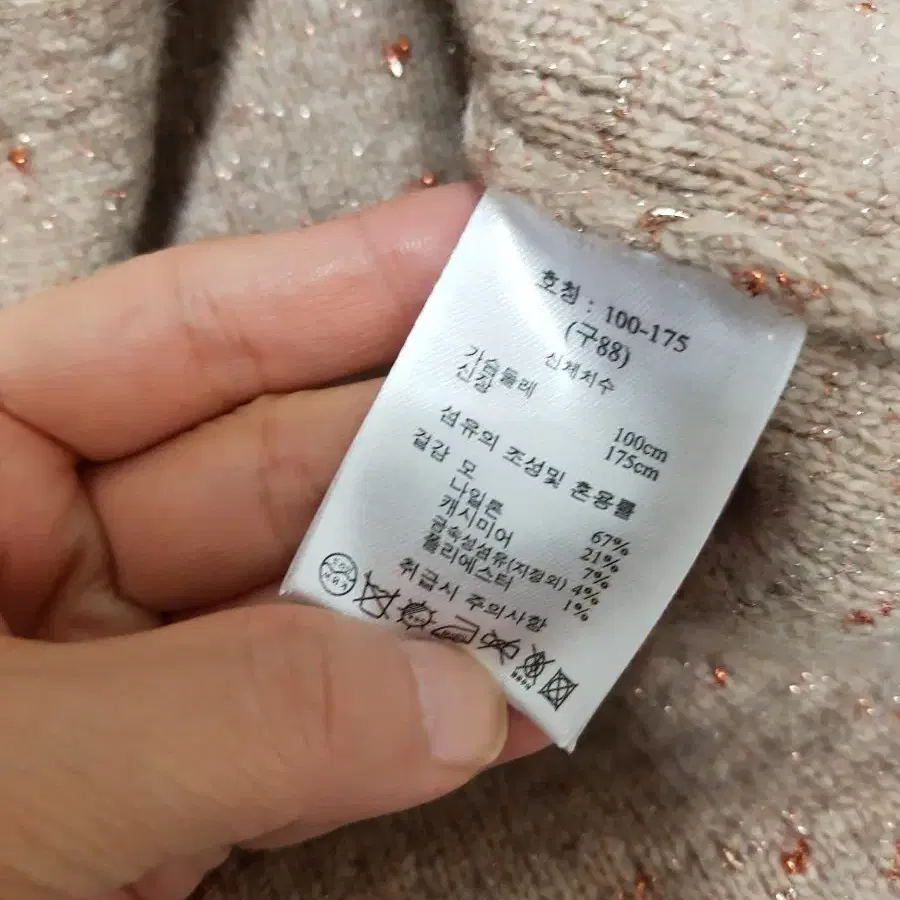 호칭 : 100-175
(구88)
신체치수
가슴둘레 100cm
신장 175cm
섬유의 조성및 혼용률
겉감 모 67%
나일론 21%
캐시미어 7%
금속성섬유(지정외) 4%
폴리에스터 1%
취급시 주의사항